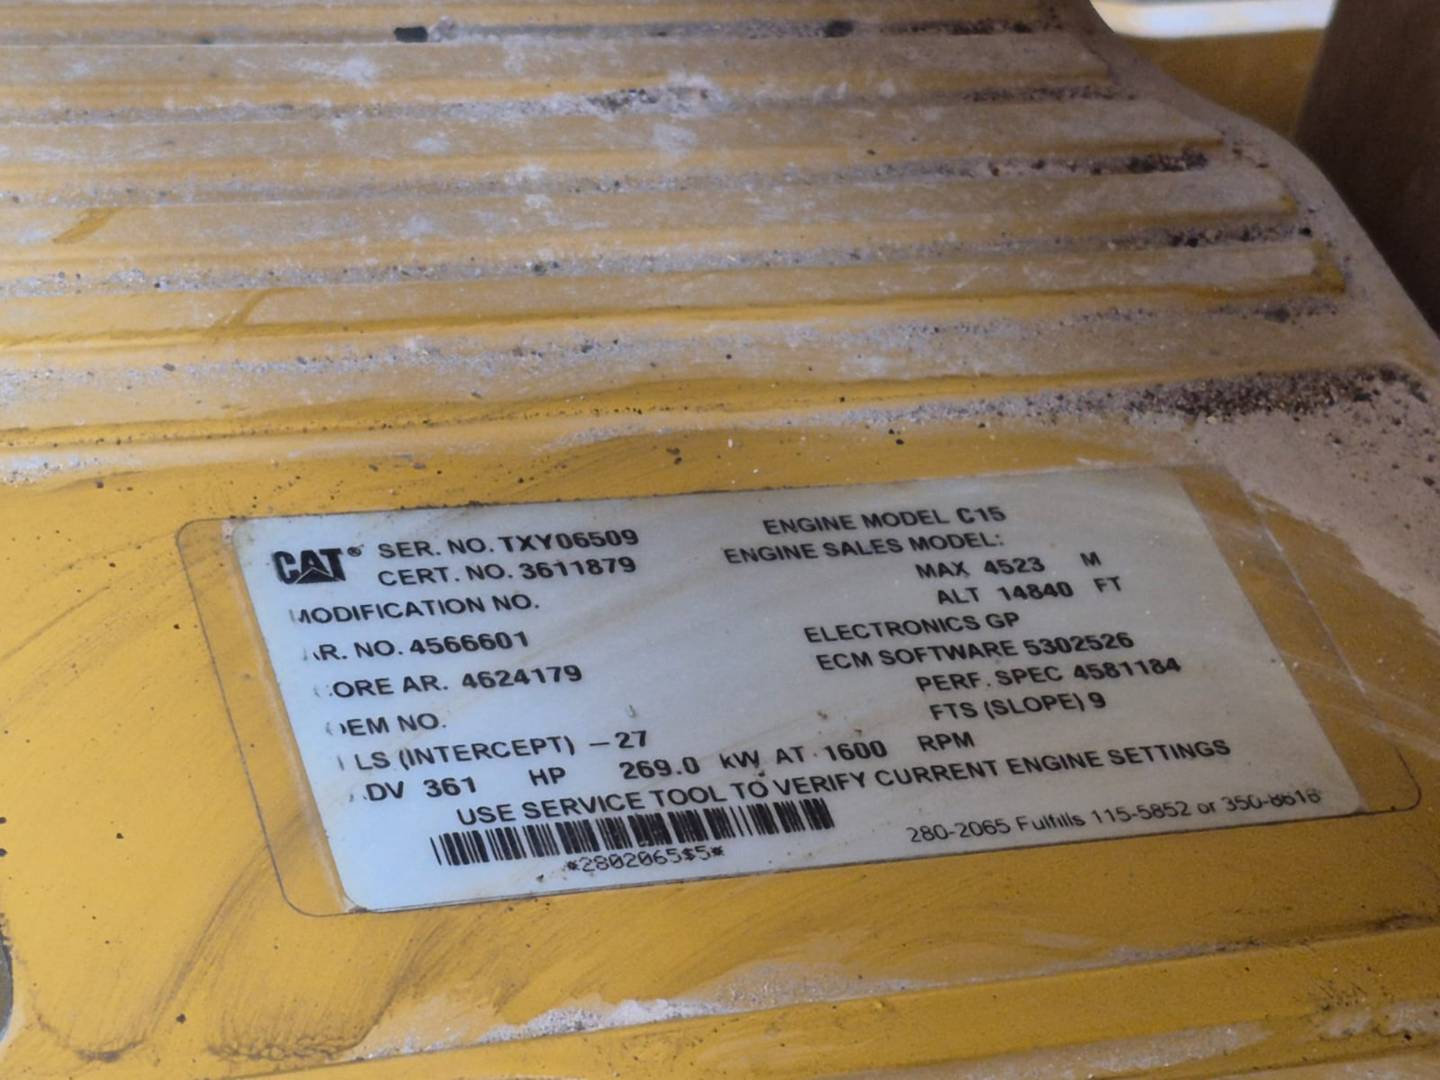 CAT® SER. NO. TXY06509 ENGINE MODEL C15
CERT. NO. 3611879 ENGINE SALES MODEL:
MODIFICATION NO. MAX 4523 M
ALT 14840 FT
AR. NO. 4566601 ELECTRONICS GP
CORE AR. 4624179 ECM SOFTWARE 5302526
OEM NO. PERF. SPEC 4581184
LS (INTERCEPT) -27 FTS (SLOPE) 9
ADV 361 HP 269.0 kW AT 1600 RPM
USE SERVICE TOOL TO VERIFY CURRENT ENGINE SETTINGS
*2802065$5* 280-2065 Fulfills 115-5852 or 350-8618